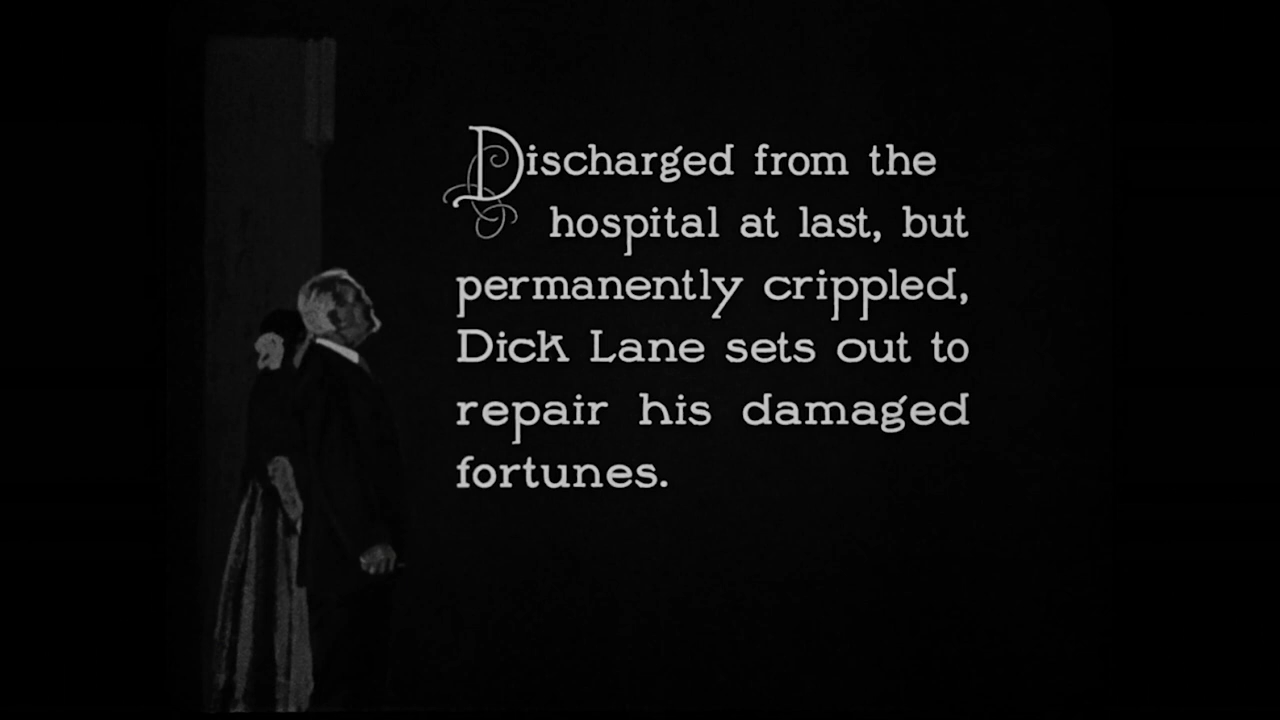 Discharged from the
hospital at last, but
permanently crippled,
Dick Lane sets out to
repair his damaged
fortunes.